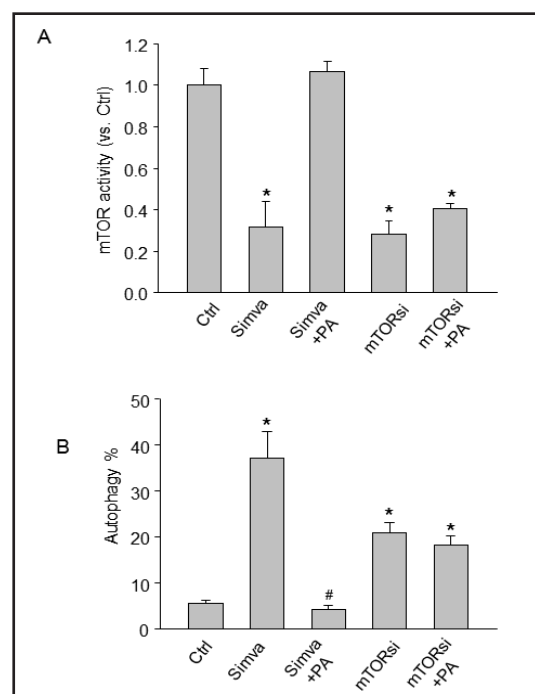 A
mTOR activity (vs. Ctrl)
1.2
1.0
0.8
0.6
0.4
0.2
0.0
*
*
*
Ctrl
Simva
Simva
+PA
mTORsi
mTORsi
+PA
B
Autophagy %
50
40
30
20
10
0
*
#
*
*
Ctrl
Simva
Simva
+PA
mTORsi
mTORsi
+PA